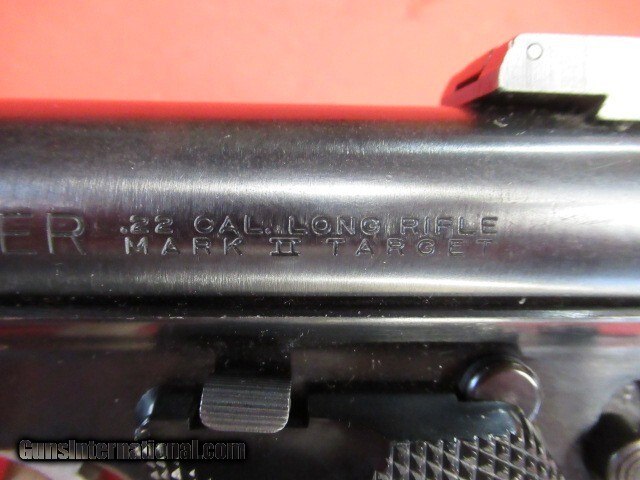 ER .22 CAL. LONG RIFLE
MARK II TARGET
GunsInternational.com